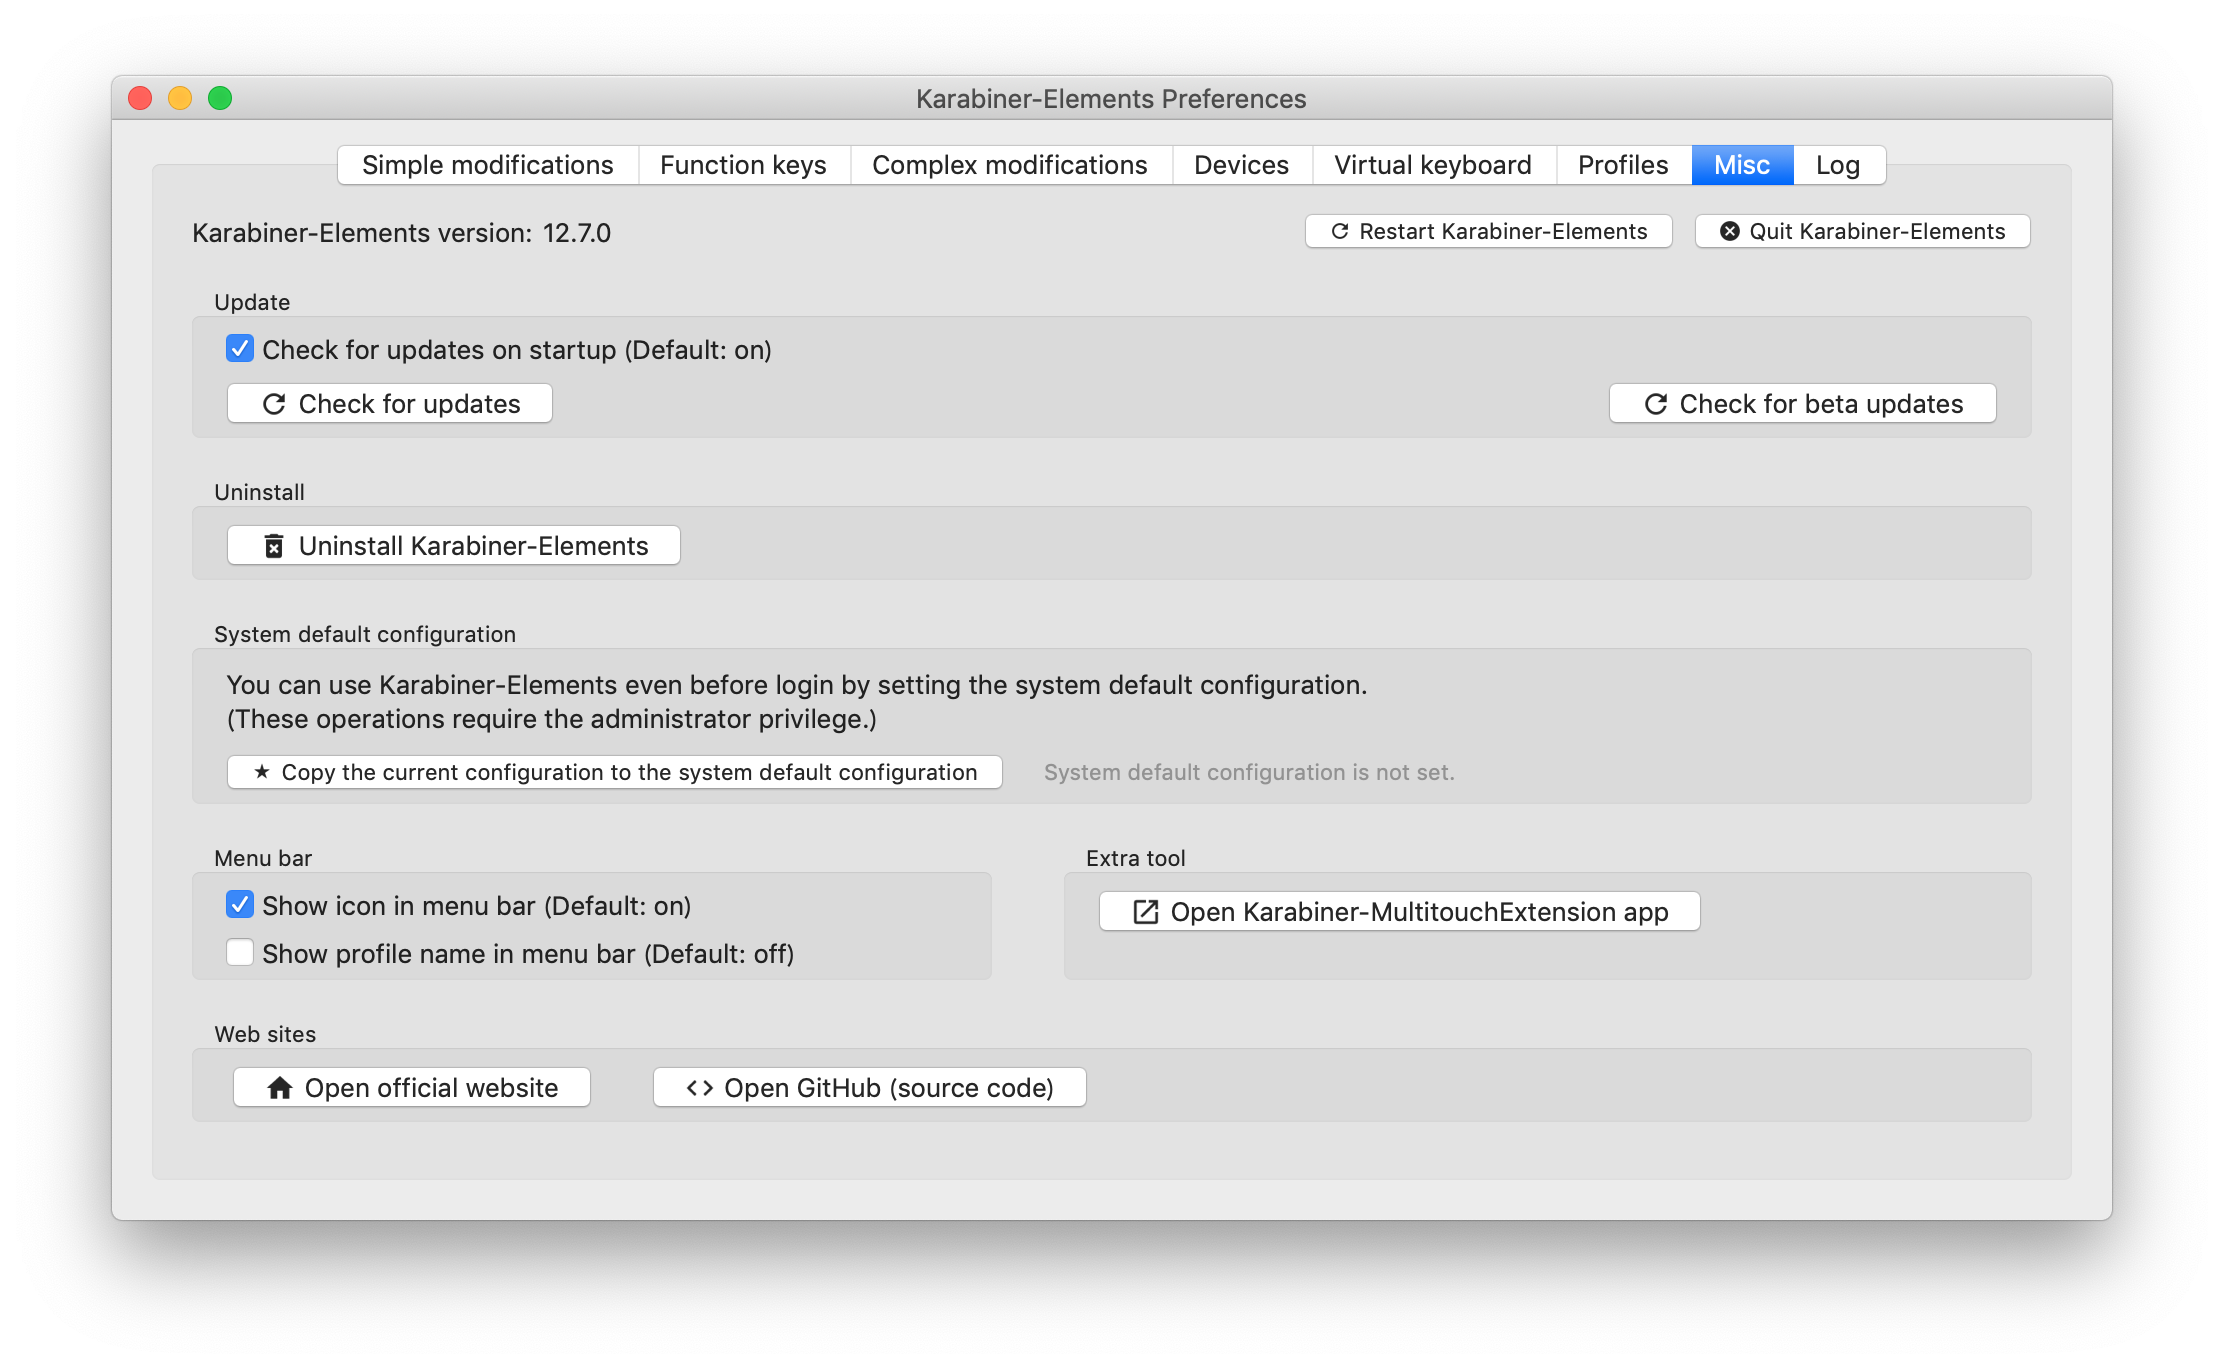 Karabiner-Elements Preferences
Simple modifications Function keys Complex modifications Devices Virtual keyboard Profiles Misc Log
Karabiner-Elements version: 12.7.0 Restart Karabiner-Elements Quit Karabiner-Elements
Update
Check for updates on startup (Default: on)
Check for updates Check for beta updates
Uninstall
Uninstall Karabiner-Elements
System default configuration
You can use Karabiner-Elements even before login by setting the system default configuration.
(These operations require the administrator privilege.)
★ Copy the current configuration to the system default configuration System default configuration is not set.
Menu bar
Show icon in menu bar (Default: on)
Show profile name in menu bar (Default: off)
Extra tool
Open Karabiner-MultitouchExtension app
Web sites
Open official website <> Open GitHub (source code)